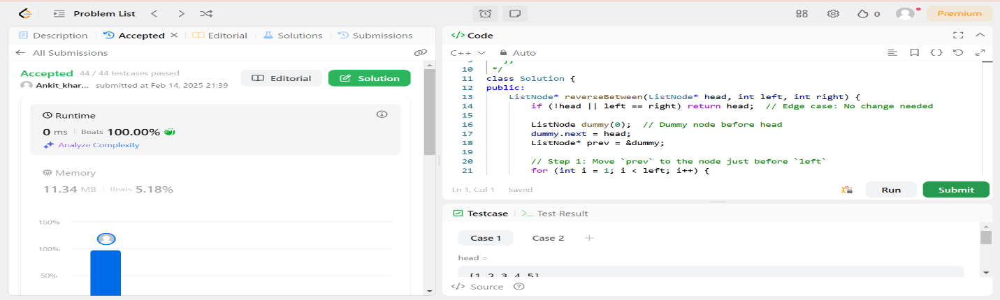 Problem List
0
Premium
Description
Accepted
Editorial
Solutions
Submissions
All Submissions
Accepted 44 / 44 testcases passed
Ankit_khar... submitted at Feb 14, 2025 21:39
Editorial
Solution
Runtime
0 ms | Beats 100.00%
Analyze Complexity
Memory
11.34 MB | Beats 5.18%
150%
100%
50%
</> Code
C++
Auto
10 */
11 class Solution {
12 public:
13 ListNode* reverseBetween(ListNode* head, int left, int right) {
14 if (!head || left == right) return head; // Edge case: No change needed
15
16 ListNode dummy(0); // Dummy node before head
17 dummy.next = head;
18 ListNode* prev = &dummy;
19
20 // Step 1: Move `prev` to the node just before `left`
21 for (int i = 1; i < left; i++) {
Ln 1, Col 1 | Saved
Run
Submit
Testcase
>_ Test Result
Case 1
Case 2
+
head =
[1,2,3,4,5]
</> Source